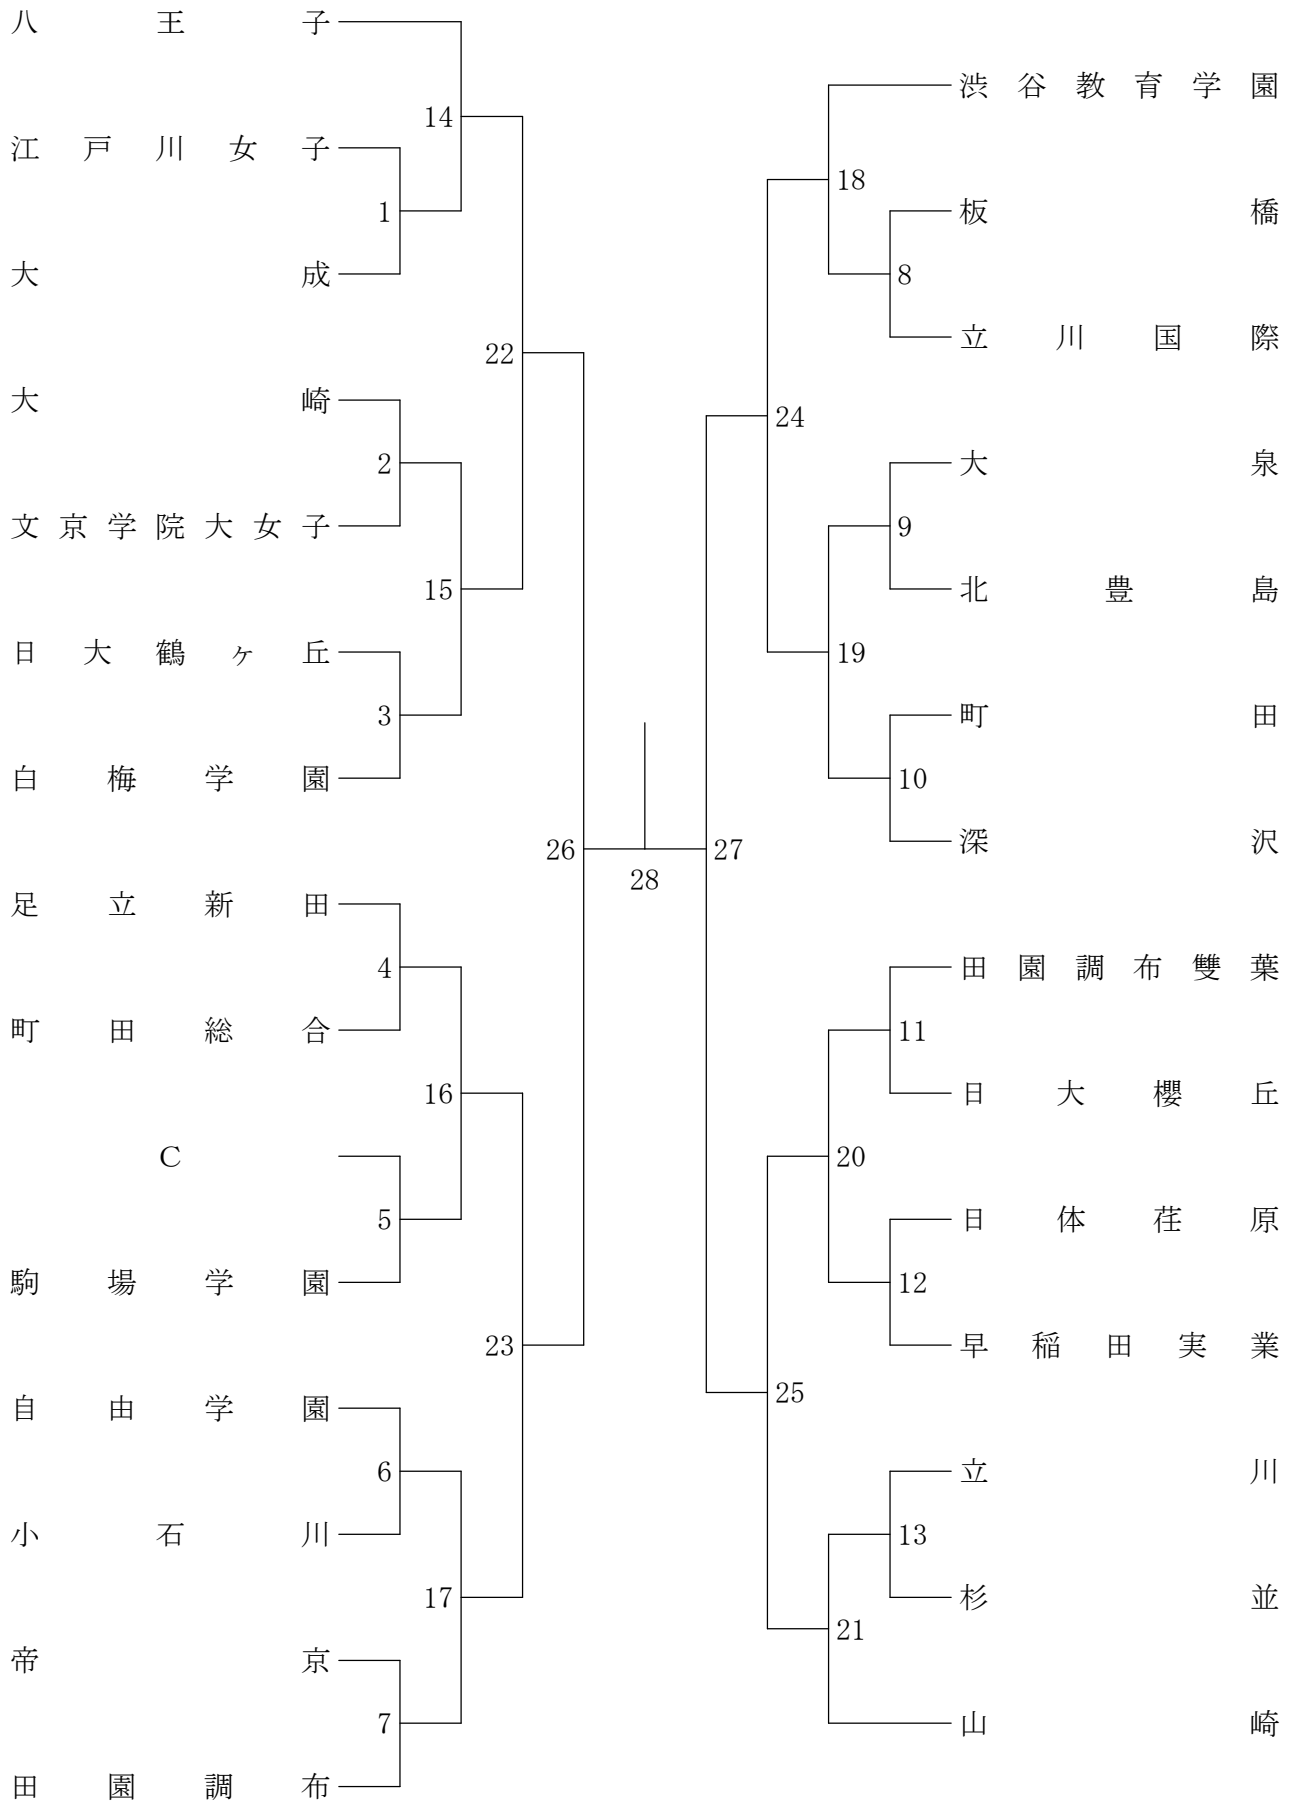 八王子
江戸川女子
大成
大崎
文京学院大女子
日大鶴ヶ丘
白梅学園
足立新田
町田総合
C
駒場学園
自由学園
小石川
帝京
田園調布
14
1
22
2
15
3
26
4
16
5
23
6
17
7
28
渋谷教育学園
板橋
立川国際
大泉
北豊島
町田
深沢
田園調布雙葉
日大櫻丘
日体荏原
早稲田実業
立川
杉並
山崎
18
8
24
9
19
10
27
11
20
12
25
13
21